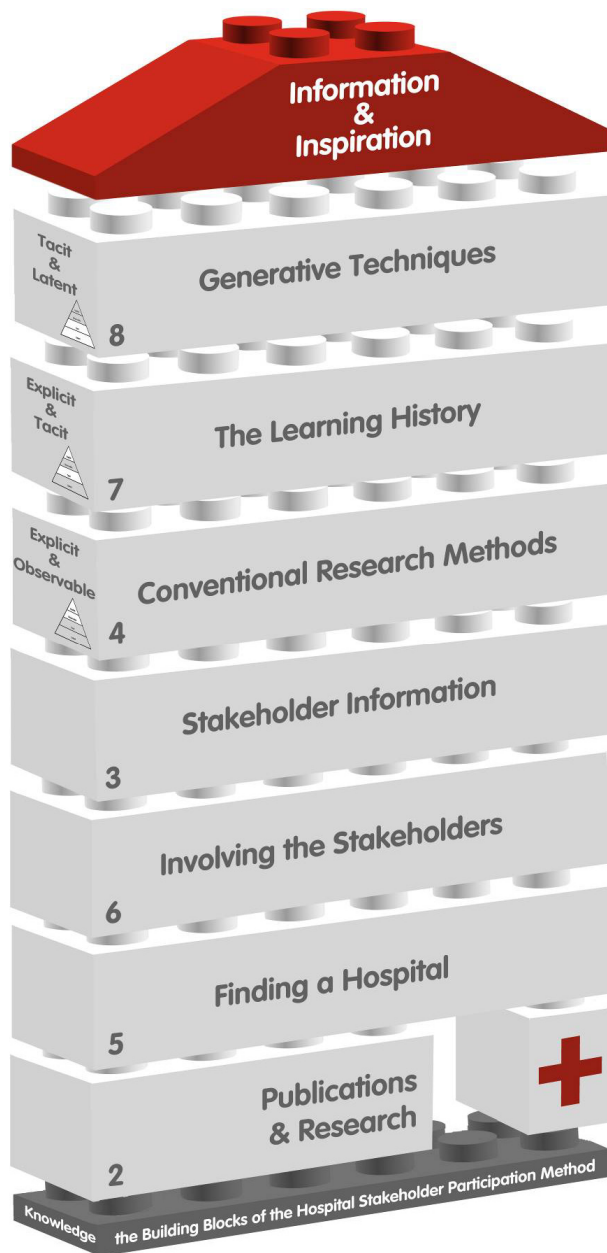 Information
&
Inspiration
Tacit
&
Latent
8
Generative Techniques
Explicit
&
Tacit
7
The Learning History
Explicit
&
Observable
4
Conventional Research Methods
3
Stakeholder Information
6
Involving the Stakeholders
5
Finding a Hospital
2
Publications
& Research
Knowledge
the Building Blocks of the Hospital Stakeholder Participation Method